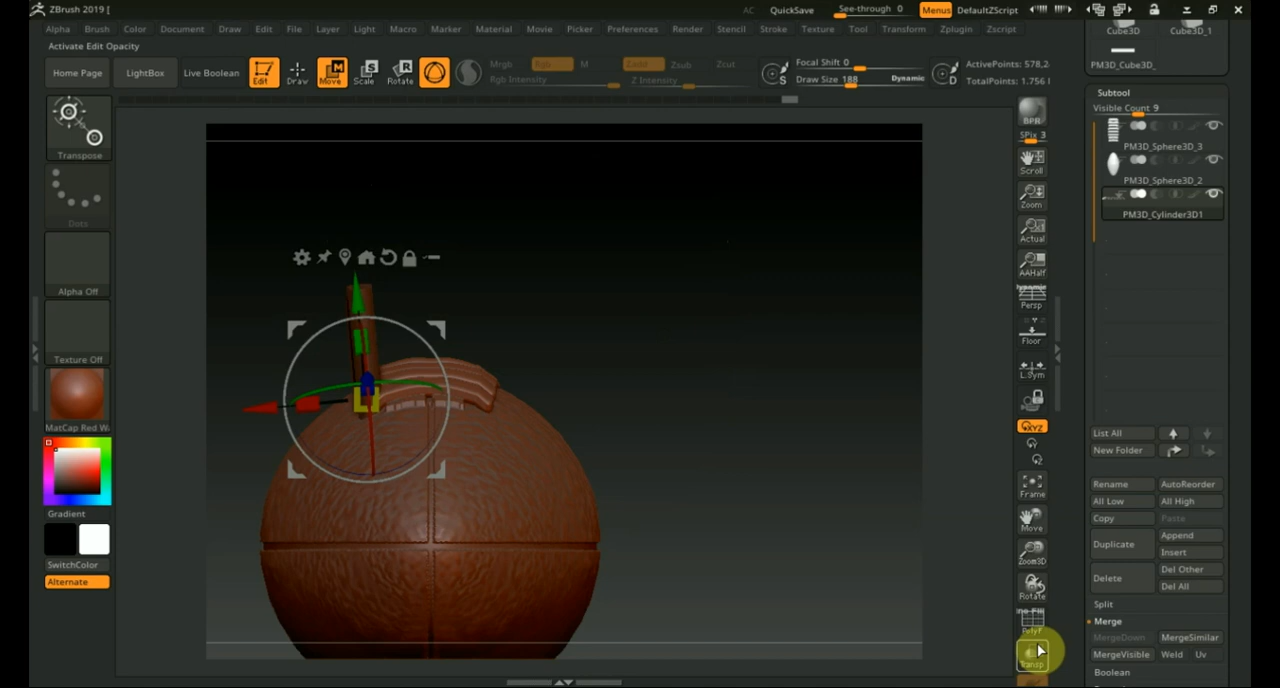 ZBrush 2019 [
AC QuickSave See-through 0 Menus DefaultZScript
Alpha Brush Color Document Draw Edit File Layer Light Macro Marker Material Movie Picker Preferences Render Stencil Stroke Texture Tool Transform Zplugin Zscript
Activate Edit Opacity
Home Page LightBox Live Boolean Edit Draw Move Scale Rotate
Mrgb Rgb M Zadd Zsub Zcut
Rgb Intensity Z Intensity
S Focal Shift 0
Draw Size 188 Dynamic D
ActivePoints: 578,2
TotalPoints: 1.756
Transpose
Dots
Alpha Off
Texture Off
MatCap Red W
Gradient
SwitchColor
Alternate
BPR
SPix 3
Scroll
Zoom
Actual
AAHalf
Persp
Floor
L.Sym
XYZ
Frame
Move
Zoom3D
Rotate
PolyF
Transp
Cube3D Cube3D_1
PM3D_Cube3D_
Subtool
Visible Count 9
PM3D_Sphere3D_3
PM3D_Sphere3D_2
PM3D_Cylinder3D1
List All
New Folder
Rename AutoReorder
All Low All High
Copy Paste
Duplicate Append
Insert
Delete Del Other
Del All
Split
Merge
MergeDown MergeSimilar
MergeVisible Weld Uv
Boolean